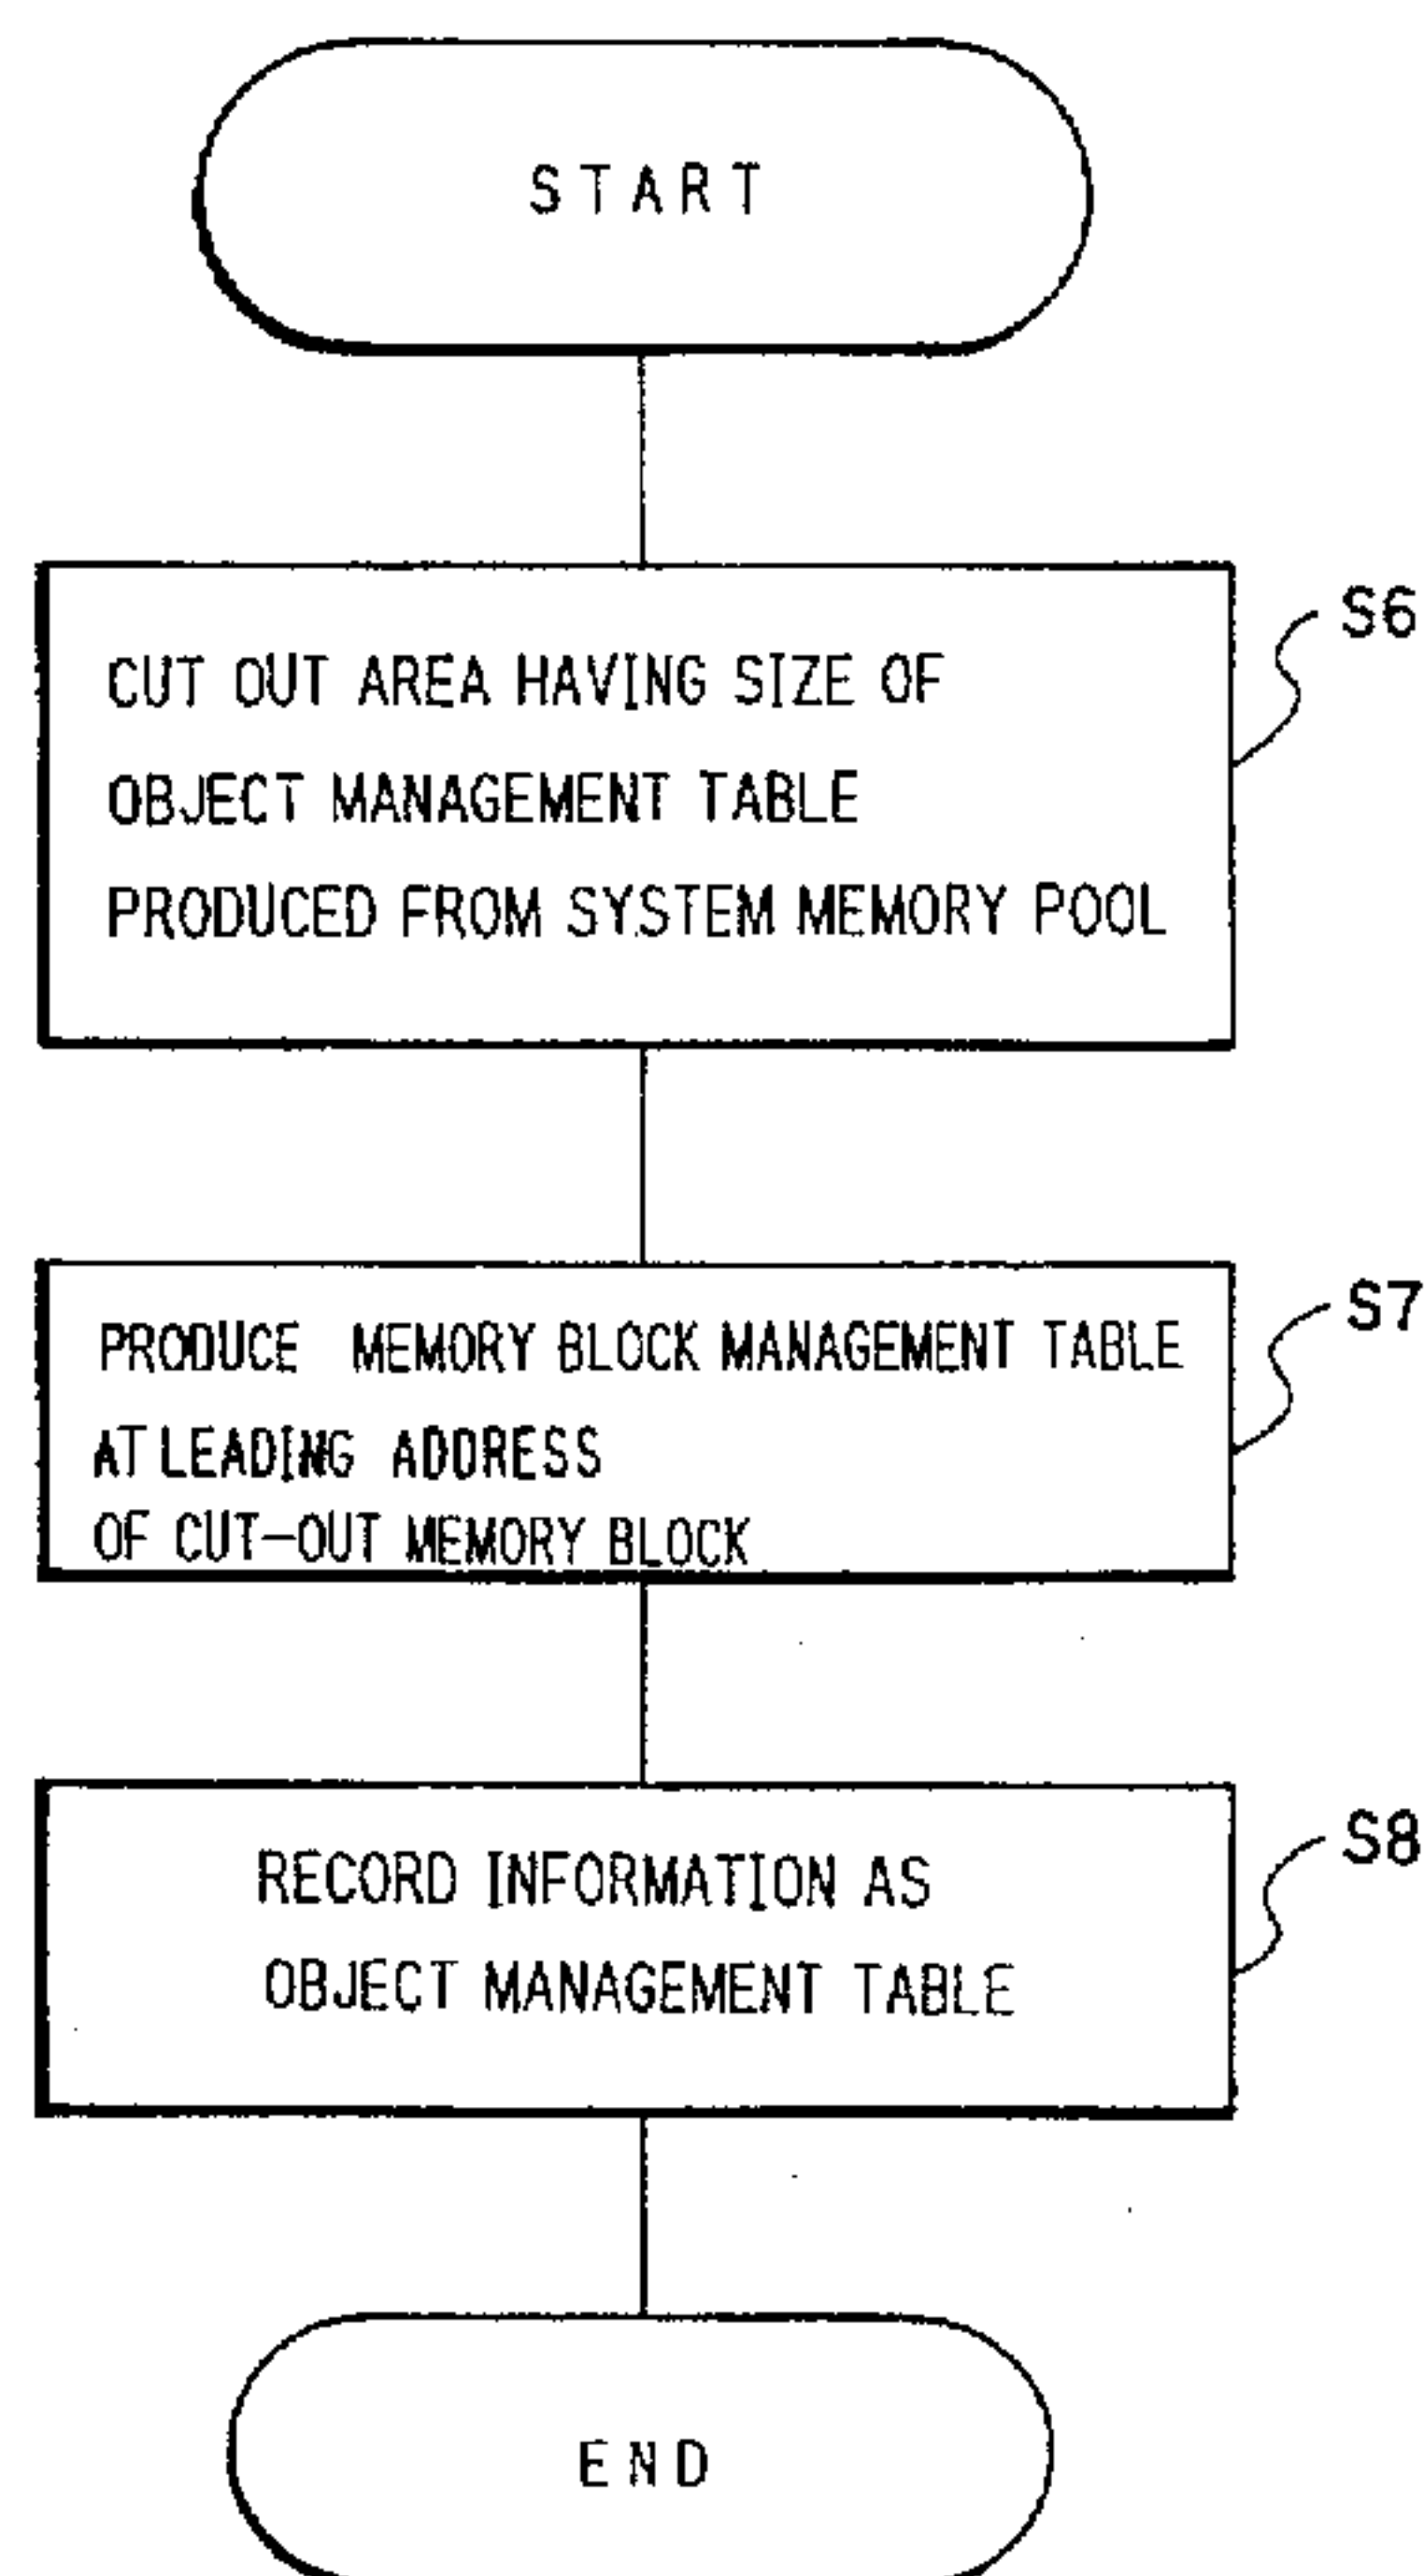 START
CUT OUT AREA HAVING SIZE OF
S6
OBJECT MANAGEMENT TABLE
PRODUCED FROM SYSTEM MEMORY POOL
PRODUCE MEMORY BLOCK MANAGEMENT TABLE
S7
AT LEADING ADDRESS
OF CUT-OUT MEMORY BLOCK
RECORD INFORMATION AS
S8
OBJECT MANAGEMENT TABLE
END